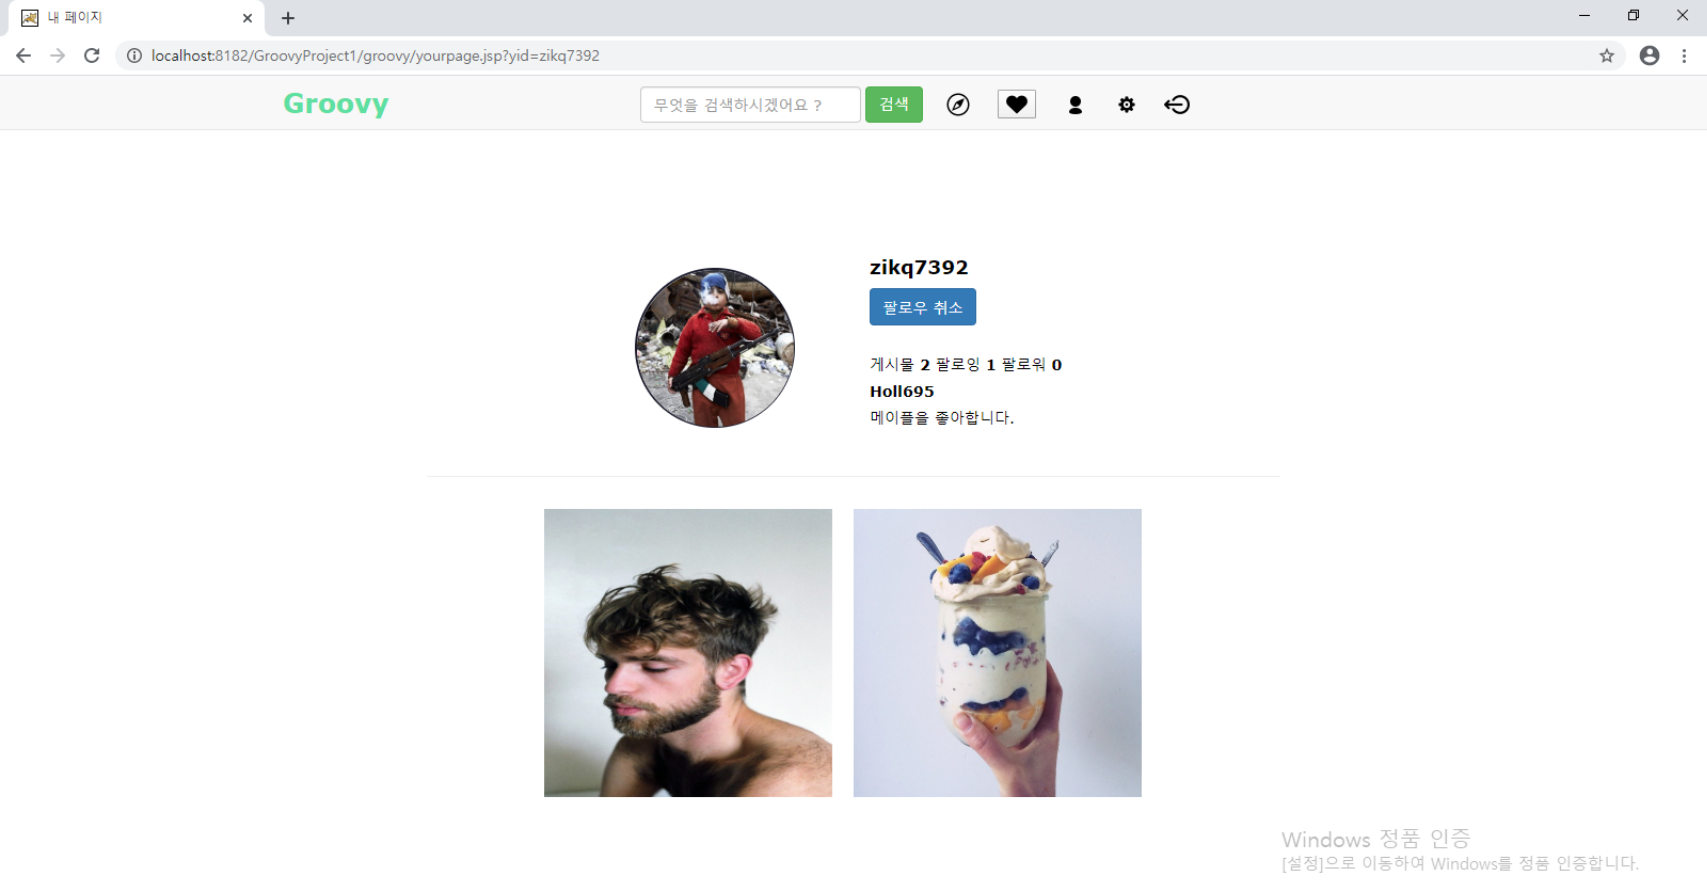 내 페이지
localhost:8182/GroovyProject1/groovy/yourpage.jsp?yid=zikq7392
Groovy
무엇을 검색하시겠어요 ?
검색
zikq7392
팔로우 취소
게시물 2 팔로잉 1 팔로워 0
Holl695
메이플을 좋아합니다.
Windows 정품 인증
[설정]으로 이동하여 Windows를 정품 인증합니다.